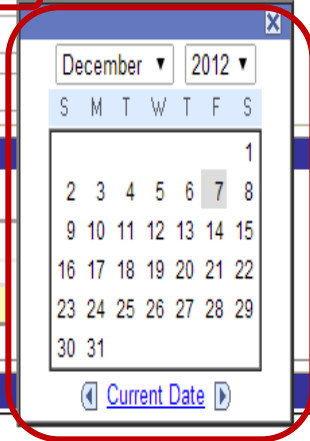 December 2012
S M T W T F S
1
2 3 4 5 6 7 8
9 10 11 12 13 14 15
16 17 18 19 20 21 22
23 24 25 26 27 28 29
30 31
Current Date